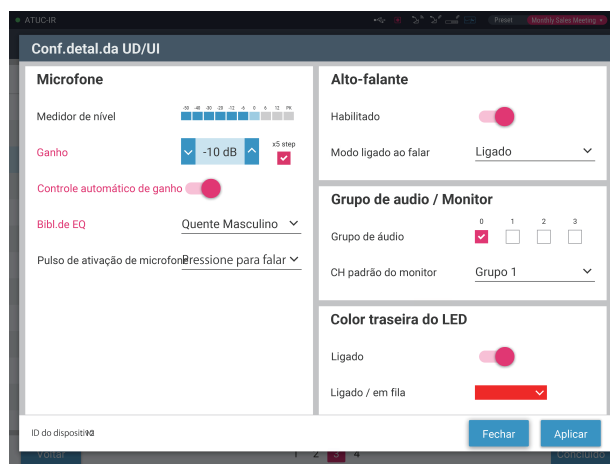 ATUC-IR
Preset
Monthly Sales Meeting
Conf.detal.da UD/UI
Microfone
Medidor de nível
-50 -40 -30 -20 -12 -6 0 6 12 PK
Ganho
-10 dB
x5 step
Controle automático de ganho
Bibl.de EQ
Quente Masculino
Pulso de ativação de microfone
Pressione para falar
Alto-falante
Habilitado
Modo ligado ao falar
Ligado
Grupo de audio / Monitor
0 1 2 3
Grupo de áudio
CH padrão do monitor
Grupo 1
Color traseira do LED
Ligado
Ligado / em fila
ID do dispositivo
Fechar
Aplicar
Voltar
1 2 3 4
Concluído